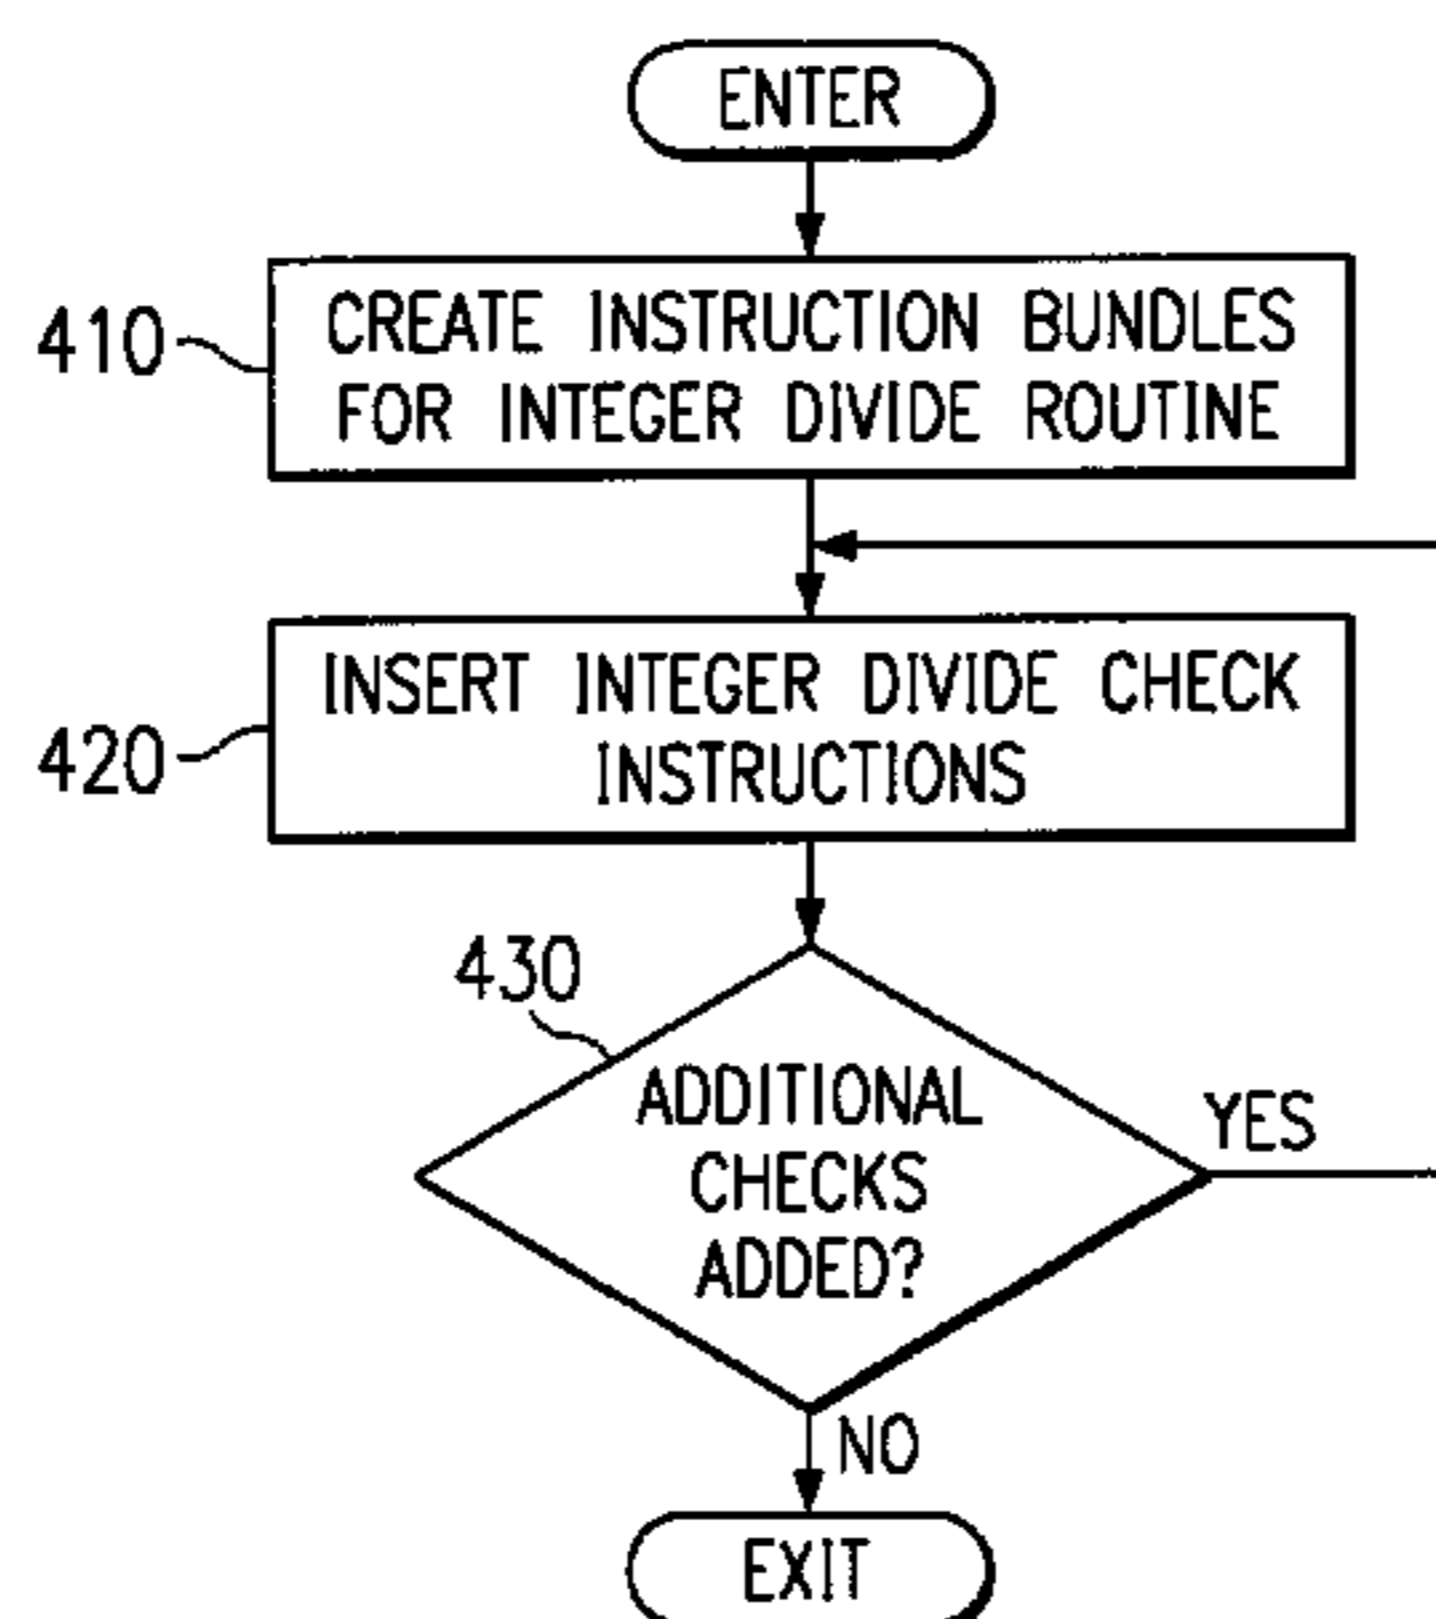 ENTER
410
CREATE INSTRUCTION BUNDLES
FOR INTEGER DIVIDE ROUTINE
420
INSERT INTEGER DIVIDE CHECK
INSTRUCTIONS
430
ADDITIONAL
CHECKS
ADDED?
YES
NO
EXIT